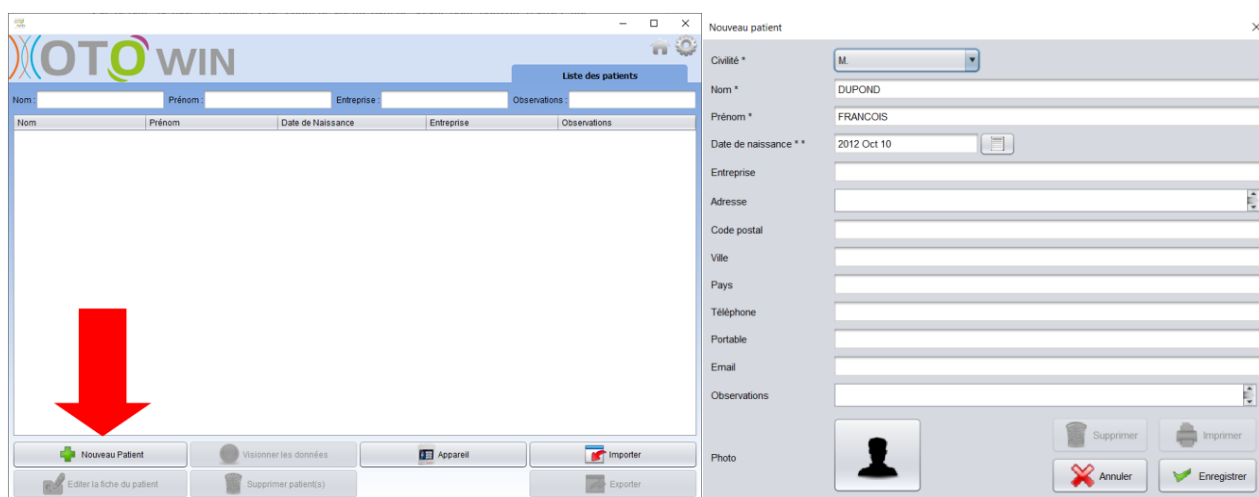 OTO WIN
Liste des patients
Nom : Prénom : Entreprise : Observations :
Nom Prénom Date de Naissance Entreprise Observations
Nouveau Patient Visionner les données Appareil Importer
Editer la fiche du patient Supprimer patient(s) Exporter
Nouveau patient
Civilité * M.
Nom * DUPOND
Prénom * FRANCOIS
Date de naissance * * 2012 Oct 10
Entreprise
Adresse
Code postal
Ville
Pays
Téléphone
Portable
Email
Observations
Photo
Supprimer Imprimer
Annuler Enregistrer